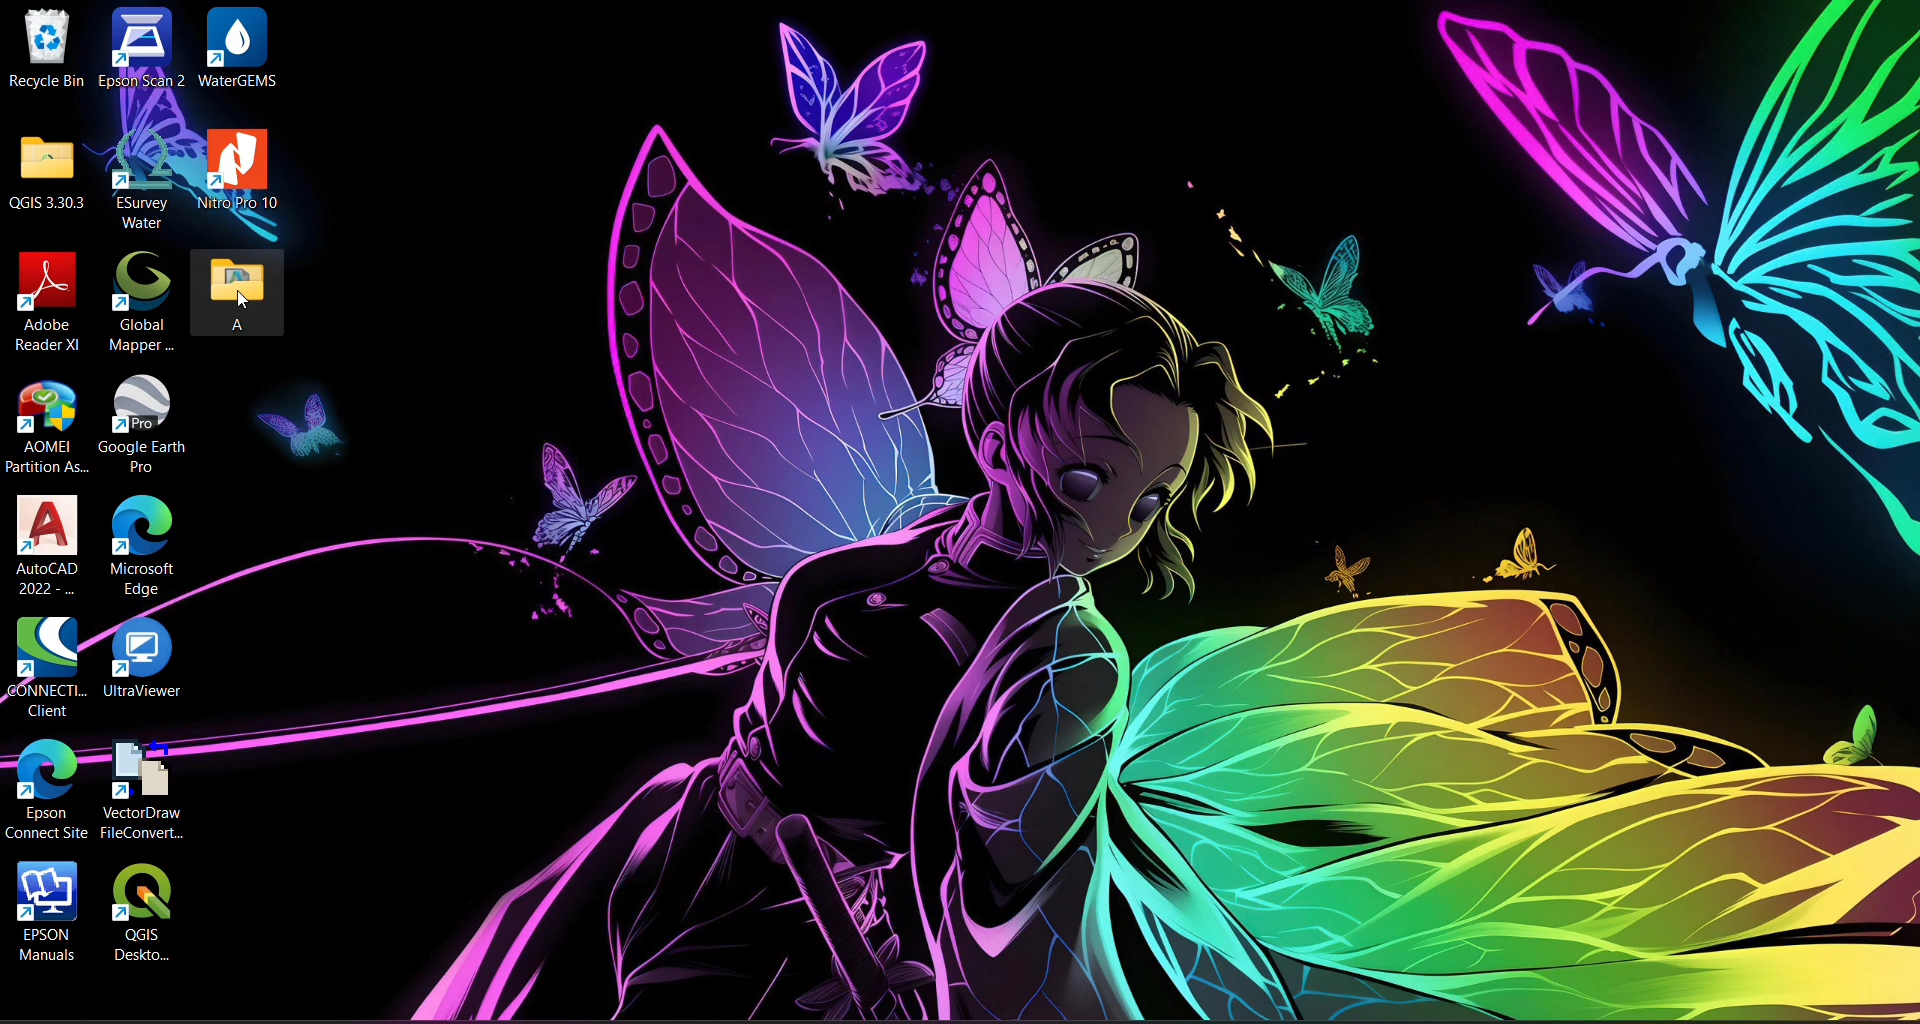 Recycle Bin
Epson Scan 2
WaterGEMS
QGIS 3.30.3
ESurvey
Water
Nitro Pro 10
Adobe
Reader XI
Global
Mapper ...
A
AOMEI
Partition As...
Pro
Google Earth
Pro
AutoCAD
2022 - ...
Microsoft
Edge
CONNECTI...
Client
UltraViewer
Epson
Connect Site
VectorDraw
FileConvert...
EPSON
Manuals
QGIS
Deskto...